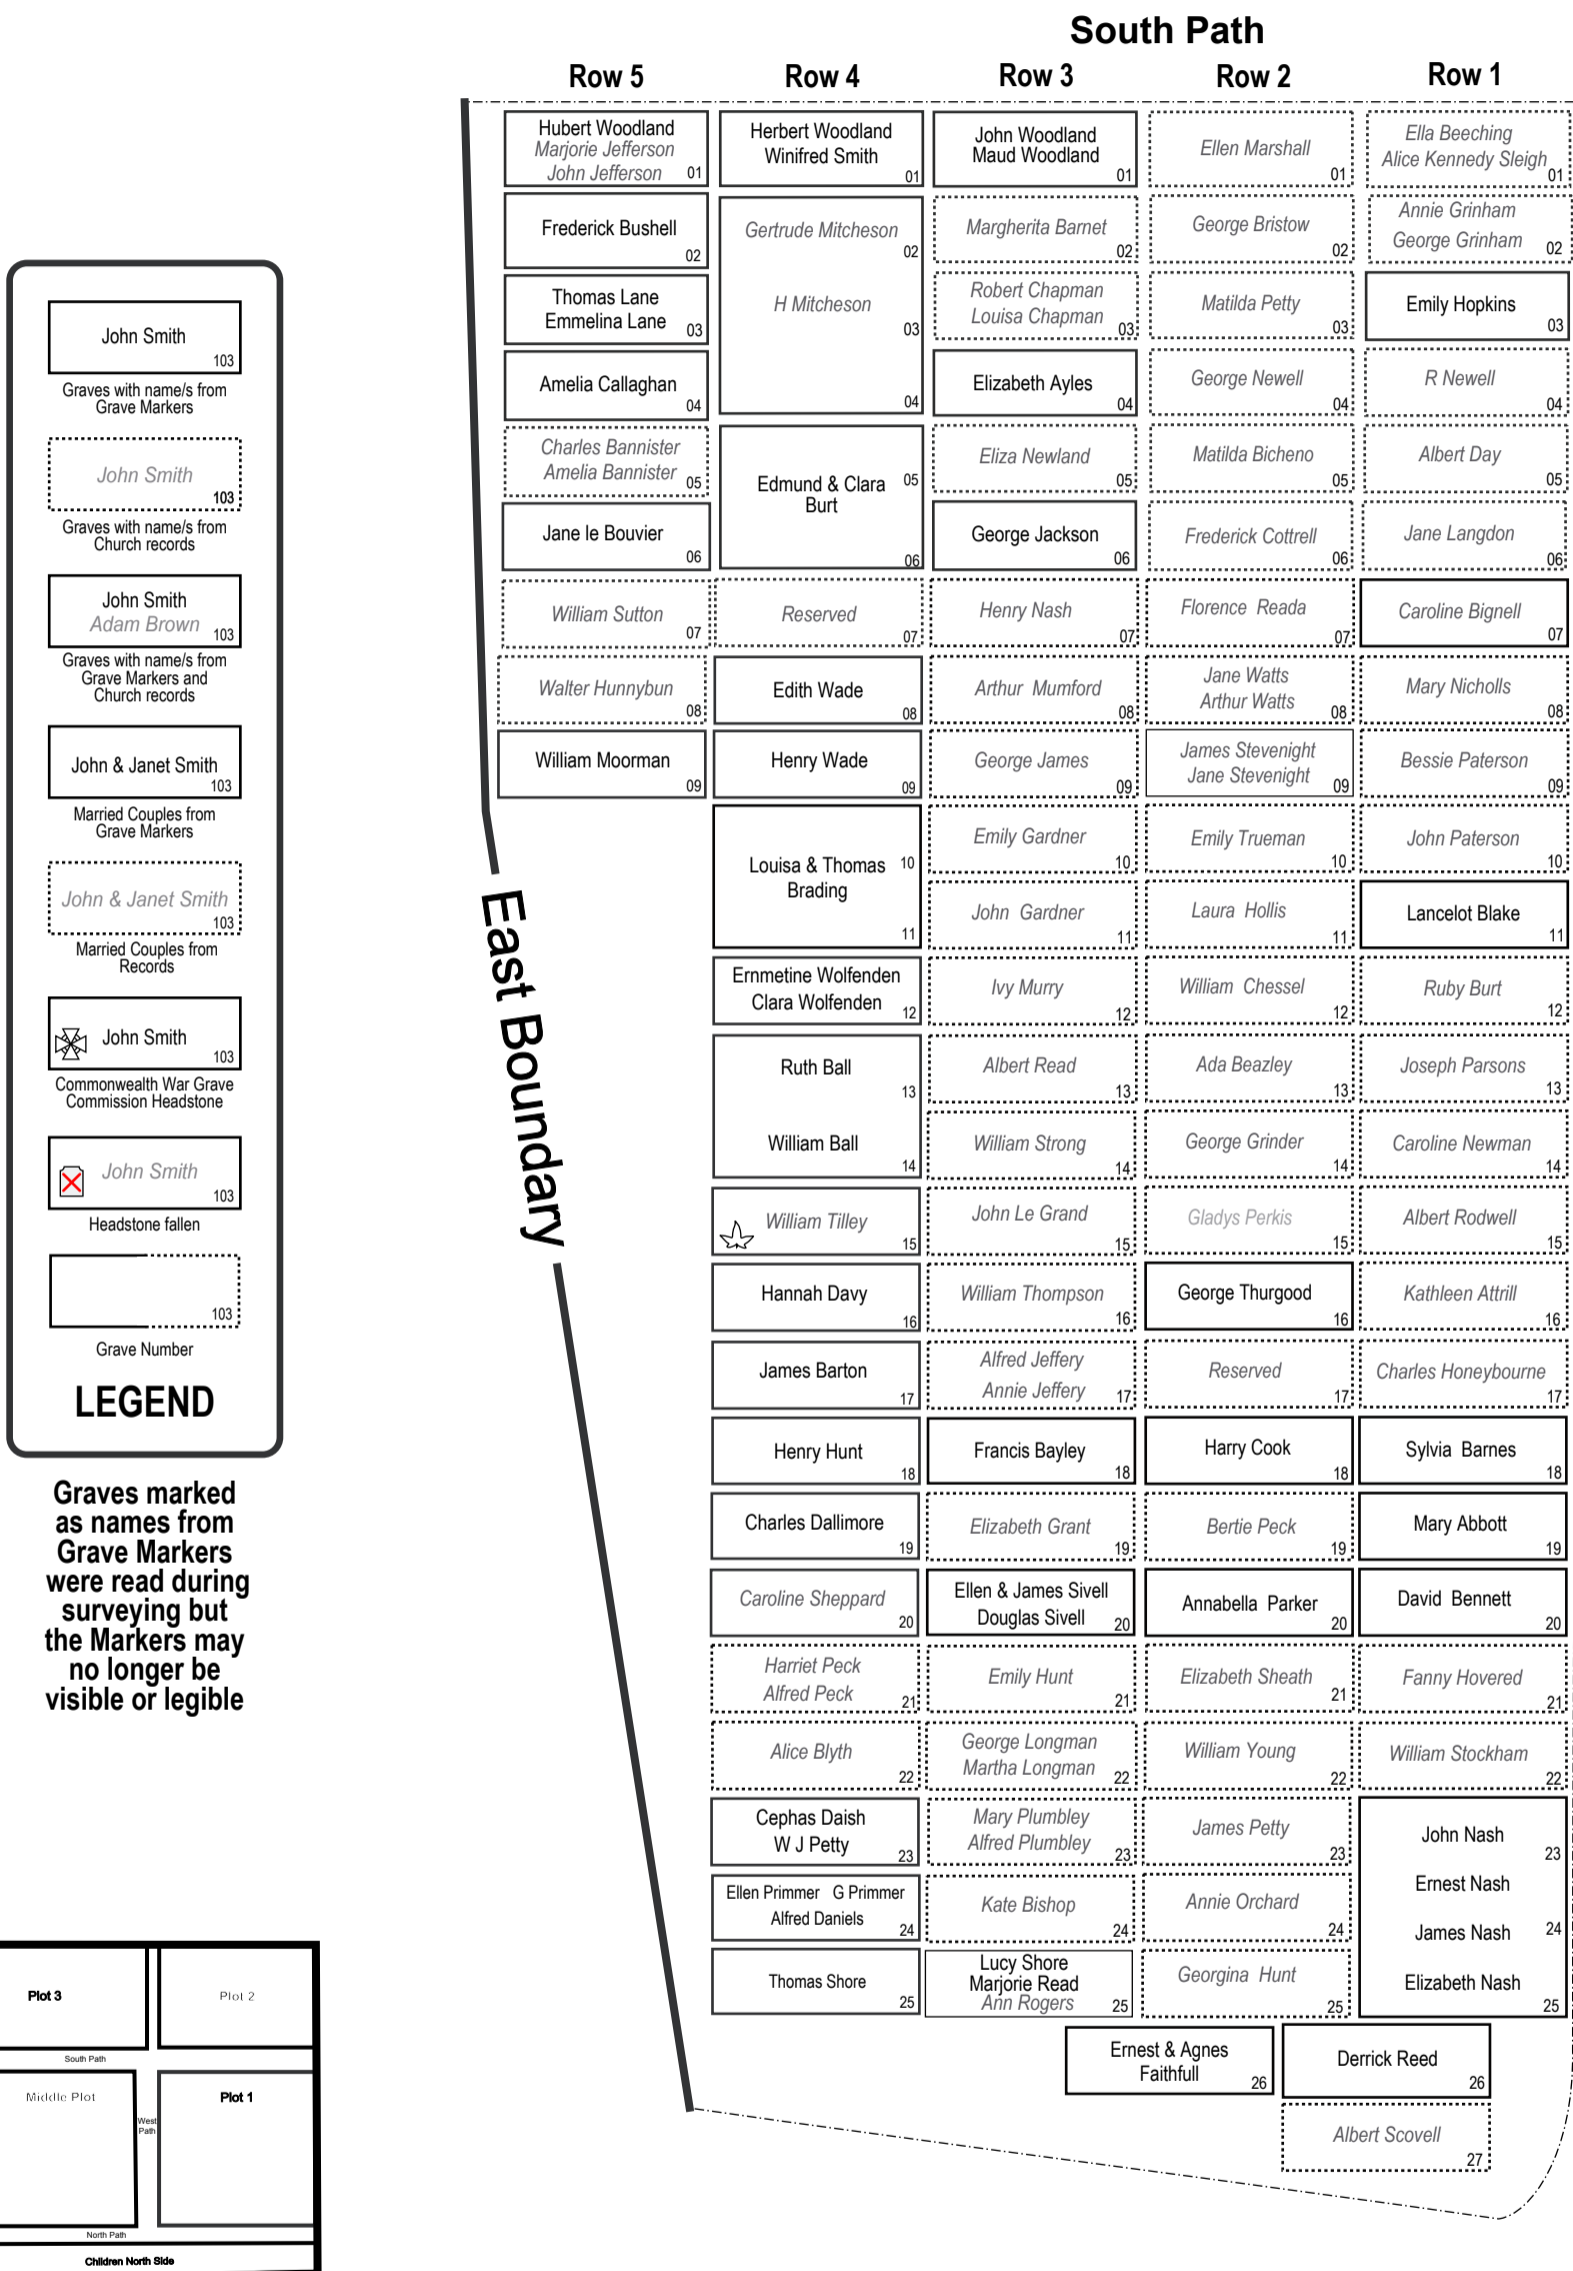 South Path
Row 5
Row 4
Row 3
Row 2
Row 1
Hubert Woodland
Marjorie Jefferson
John Jefferson 01
Herbert Woodland
Winifred Smith
01
John Woodland
Maud Woodland
01
Ellen Marshall
01
Ella Beeching
Alice Kennedy Sleigh
01
Frederick Bushell
02
Gertrude Mitcheson
02
H Mitcheson
03
04
Margherita Barnet
02
George Bristow
02
Annie Grinham
George Grinham 02
Thomas Lane
Emmelina Lane 03
Robert Chapman
Louisa Chapman 03
Matilda Petty
03
Emily Hopkins
03
Amelia Callaghan
04
Elizabeth Ayles
04
George Newell
04
R Newell
04
Charles Bannister
Amelia Bannister 05
Edmund & Clara 05
Burt
06
Eliza Newland
05
Matilda Bicheno
05
Albert Day
05
Jane le Bouvier
06
George Jackson
06
Frederick Cottrell
06
Jane Langdon
06
William Sutton
07
Reserved
07
Henry Nash
07
Florence Reada
07
Caroline Bignell
07
Walter Hunnybun
08
Edith Wade
08
Arthur Mumford
08
Jane Watts
Arthur Watts 08
Mary Nicholls
08
William Moorman
09
Henry Wade
09
George James
09
James Stevenight
Jane Stevenight 09
Bessie Paterson
09
Louisa & Thomas 10
Brading
11
Emily Gardner
10
Emily Trueman
10
John Paterson
10
John Gardner
11
Laura Hollis
11
Lancelot Blake
11
Ernmetine Wolfenden
Clara Wolfenden 12
Ivy Murry
12
William Chessel
12
Ruby Burt
12
Ruth Ball
13
William Ball
14
Albert Read
13
Ada Beazley
13
Joseph Parsons
13
William Strong
14
George Grinder
14
Caroline Newman
14
William Tilley
15
John Le Grand
15
Gladys Perkis
15
Albert Rodwell
15
Hannah Davy
16
William Thompson
16
George Thurgood
16
Kathleen Attrill
16
James Barton
17
Alfred Jeffery
Annie Jeffery 17
Reserved
17
Charles Honeybourne
17
Henry Hunt
18
Francis Bayley
18
Harry Cook
18
Sylvia Barnes
18
Charles Dallimore
19
Elizabeth Grant
19
Bertie Peck
19
Mary Abbott
19
Caroline Sheppard
20
Ellen & James Sivell
Douglas Sivell 20
Annabella Parker
20
David Bennett
20
Harriet Peck
Alfred Peck 21
Emily Hunt
21
Elizabeth Sheath
21
Fanny Hovered
21
Alice Blyth
22
George Longman
Martha Longman 22
William Young
22
William Stockham
22
Cephas Daish
W J Petty 23
Mary Plumbley
Alfred Plumbley 23
James Petty
23
John Nash
23
Ernest Nash
James Nash 24
Elizabeth Nash
25
Ellen Primmer G Primmer
Alfred Daniels
24
Kate Bishop
24
Annie Orchard
24
Thomas Shore
25
Lucy Shore
Marjorie Read
Ann Rogers 25
Georgina Hunt
25
Ernest & Agnes
Faithfull 26
Derrick Reed
26
Albert Scovell
27
East Boundary
John Smith
103
Graves with name/s from
Grave Markers
John Smith
103
Graves with name/s from
Church records
John Smith
Adam Brown 103
Graves with name/s from
Grave Markers and
Church records
John & Janet Smith
103
Married Couples from
Grave Markers
John & Janet Smith
103
Married Couples from
Records
John Smith
103
Commonwealth War Grave
Commission Headstone
John Smith
103
Headstone fallen
103
Grave Number
LEGEND
Graves marked
as names from
Grave Markers
were read during
surveying but
the Markers may
no longer be
visible or legible
Plot 3
Plot 2
South Path
Middle Plot
West
Path
Plot 1
North Path
Children North Side